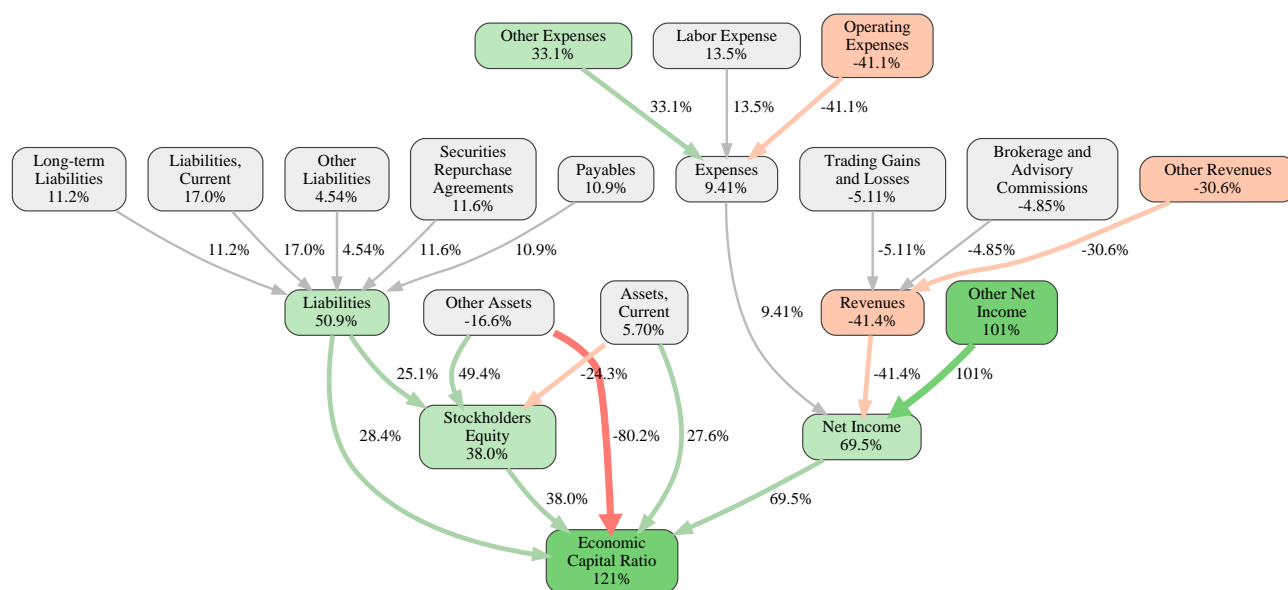 Other Expenses
33.1%
Labor Expense
13.5%
Operating
Expenses
-41.1%
33.1%
13.5%
-41.1%
Long-term
Liabilities
11.2%
Liabilities,
Current
17.0%
Other
Liabilities
4.54%
Securities
Repurchase
Agreements
11.6%
Payables
10.9%
Expenses
9.41%
Trading Gains
and Losses
-5.11%
Brokerage and
Advisory
Commissions
-4.85%
Other Revenues
-30.6%
11.2%
17.0%
4.54%
11.6%
10.9%
-5.11%
-4.85%
-30.6%
Liabilities
50.9%
Other Assets
-16.6%
Assets,
Current
5.70%
9.41%
Revenues
-41.4%
Other Net
Income
101%
25.1%
49.4%
-24.3%
-41.4%
101%
Stockholders
Equity
38.0%
Net Income
69.5%
28.4%
-80.2%
27.6%
38.0%
69.5%
Economic
Capital Ratio
121%